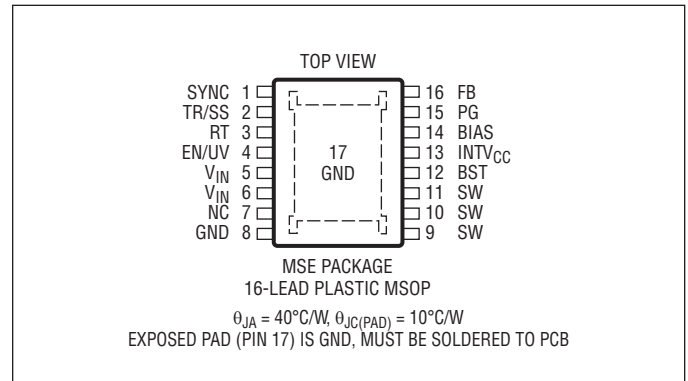 TOP VIEW
SYNC 1
TR/SS 2
RT 3
EN/UV 4
VIN 5
VIN 6
NC 7
GND 8
17
GND
16 FB
15 PG
14 BIAS
13 INTVCC
12 BST
11 SW
10 SW
9 SW
MSE PACKAGE
16-LEAD PLASTIC MSOP
θJA = 40°C/W, θJC(PAD) = 10°C/W
EXPOSED PAD (PIN 17) IS GND, MUST BE SOLDERED TO PCB